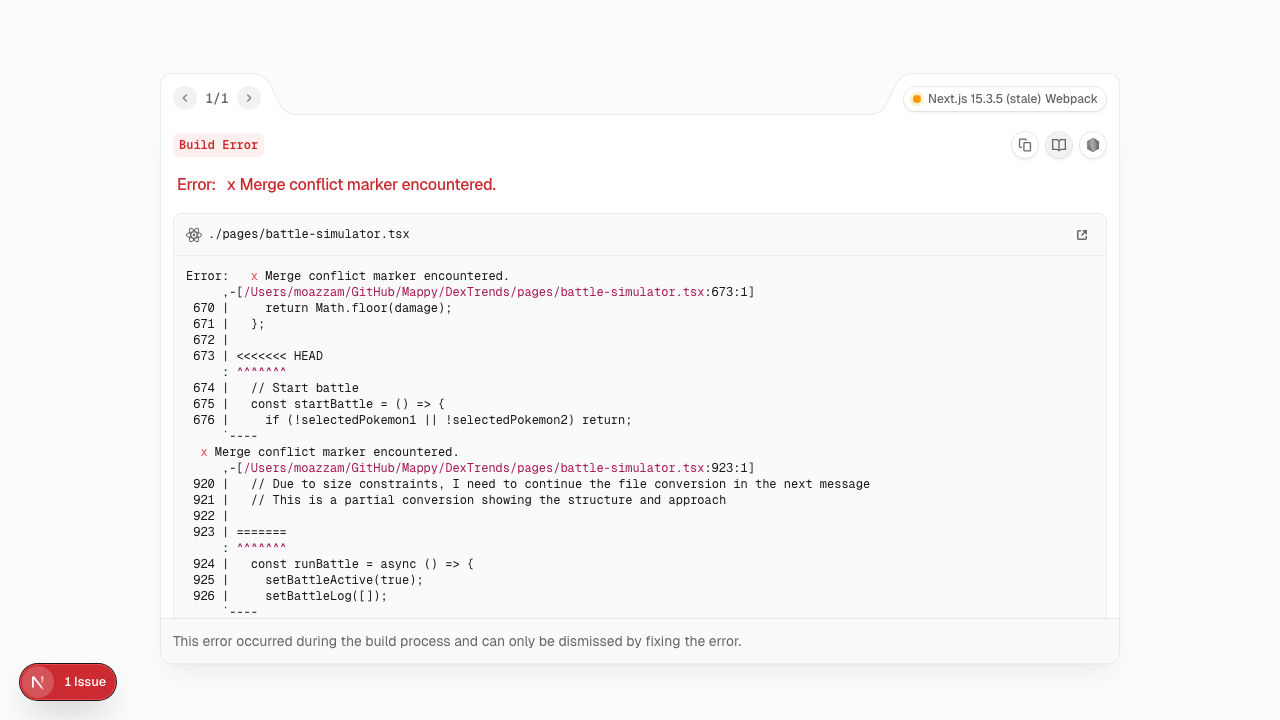 1/1
Next.js 15.3.5 (stale) Webpack
Build Error
Error:   x Merge conflict marker encountered.
./pages/battle-simulator.tsx
Error:   x Merge conflict marker encountered.
     ,-[/Users/moazzam/GitHub/Mappy/DexTrends/pages/battle-simulator.tsx:673:1]
 670 |     return Math.floor(damage);
 671 |   };
 672 |
 673 | <<<<<<< HEAD
     : ^^^^^^^
 674 |   // Start battle
 675 |   const startBattle = () => {
 676 |     if (!selectedPokemon1 || !selectedPokemon2) return;
     `----
  x Merge conflict marker encountered.
     ,-[/Users/moazzam/GitHub/Mappy/DexTrends/pages/battle-simulator.tsx:923:1]
 920 |   // Due to size constraints, I need to continue the file conversion in the next message
 921 |   // This is a partial conversion showing the structure and approach
 922 |
 923 | =======
     : ^^^^^^^
 924 |   const runBattle = async () => {
 925 |     setBattleActive(true);
 926 |     setBattleLog([]);
     `----
This error occurred during the build process and can only be dismissed by fixing the error.
N 1 Issue